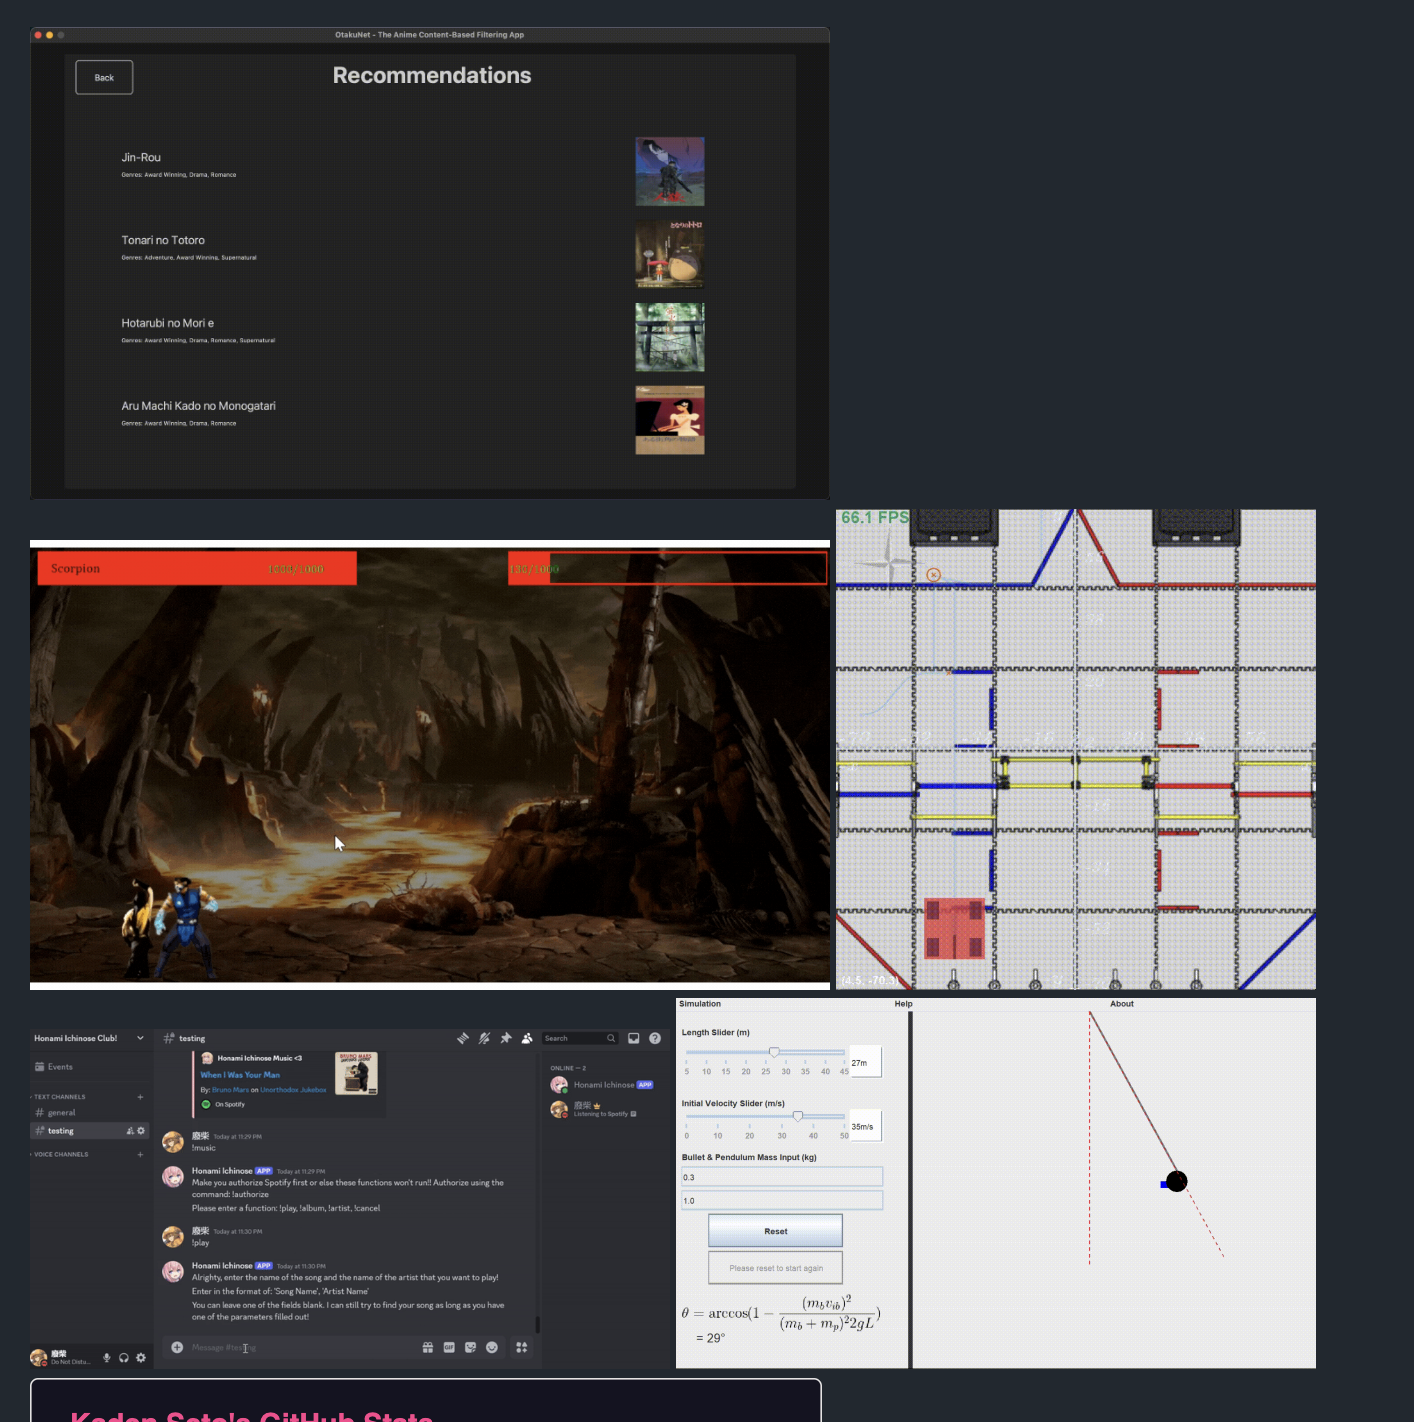 OtakuNet - The Anime Content-Based Filtering App
Back
Recommendations
Jin-Rou
Genres: Award Winning, Drama, Romance
Tonari no Totoro
Genres: Adventure, Award Winning, Supernatural
Hotarubi no Mori e
Genres: Award Winning, Drama, Romance, Supernatural
Aru Machi Kado no Monogatari
Genres: Award Winning, Drama, Romance
Scorpion
66.1 FPS
(4.5, -70.3)
Honami Ichinose Club!
Events
TEXT CHANNELS
general
testing
VOICE CHANNELS
廢柴
Do Not Distu...
testing
Search
Honami Ichinose Music <3
When I Was Your Man
By: Bruno Mars on Unorthodox Jukebox
On Spotify
BRUNO MARS
廢柴 Today at 11:29 PM
!music
Honami Ichinose APP Today at 11:29 PM
Make you authorize Spotify first or else these functions won't run!! Authorize using the
command: !authorize
Please enter a function: !play, !album, !artist, !cancel
廢柴 Today at 11:30 PM
!play
Honami Ichinose APP Today at 11:30 PM
Alrighty, enter the name of the song and the name of the artist that you want to play!
Enter in the format of: 'Song Name', 'Artist Name'
You can leave one of the fields blank. I can still try to find your song as long as you have
one of the parameters filled out!
Message #testing
GIF
ONLINE — 2
Honami Ichinose APP
廢柴
Listening to Spotify
Simulation
Help
About
Length Slider (m)
5 10 15 20 25 30 35 40 45
27m
Initial Velocity Slider (m/s)
0 10 20 30 40 50
35m/s
Bullet & Pendulum Mass Input (kg)
0.3
1.0
Reset
Please reset to start again
θ = arccos(1 − (m_b v_ib)² / (m_b + m_p)² 2gL)
= 29°
Kaden Seto's GitHub Stats